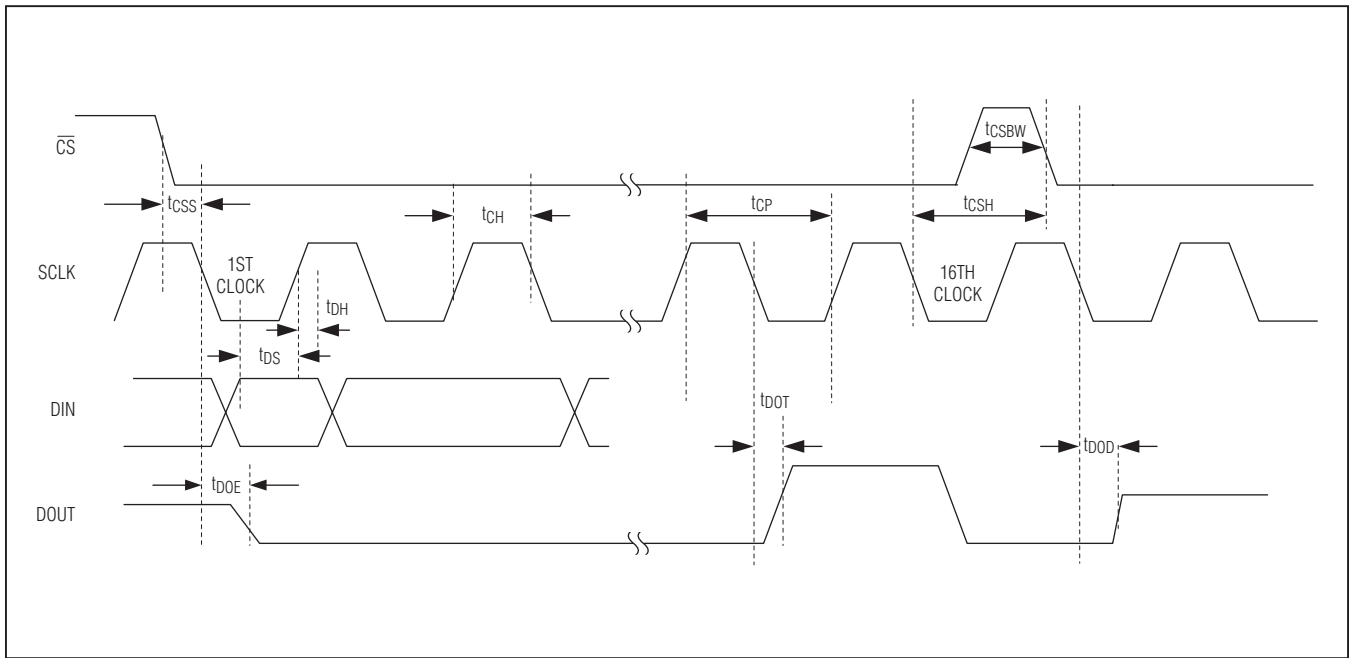 CS
tCSBW
tCSS
tCH
tCP
tCSH
SCLK
1ST
CLOCK
16TH
CLOCK
tDH
tDS
DIN
tDOT
tDOD
tDOE
DOUT